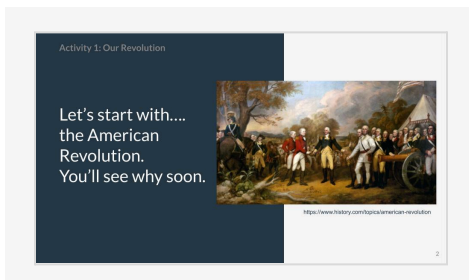 Activity 1: Our Revolution
Let's start with....
the American
Revolution.
You'll see why soon.
https://www.history.com/topics/american-revolution
2